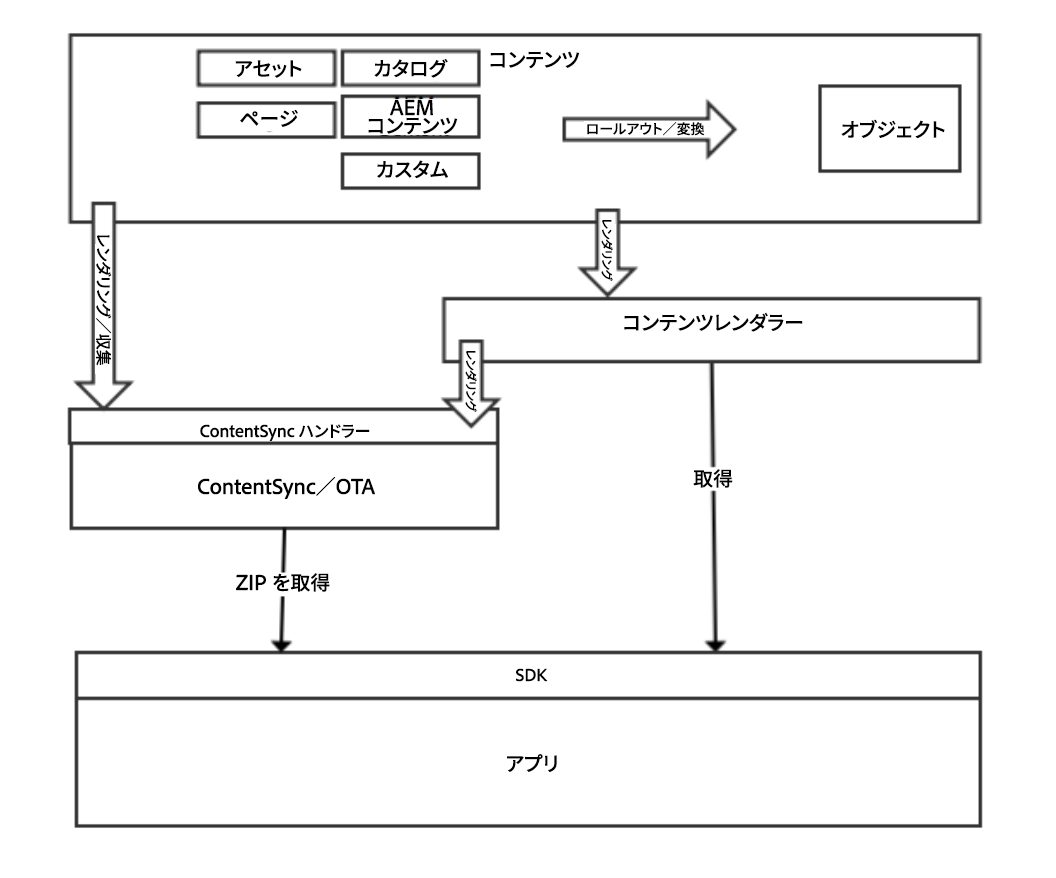 アセット
カタログ
コンテンツ
ページ
AEM
コンテンツ
カスタム
ロールアウト／変換
オブジェクト
レンダリング／収集
レンダリング
コンテンツレンダラー
レンダリング
ContentSync ハンドラー
ContentSync／OTA
取得
ZIP を取得
SDK
アプリ